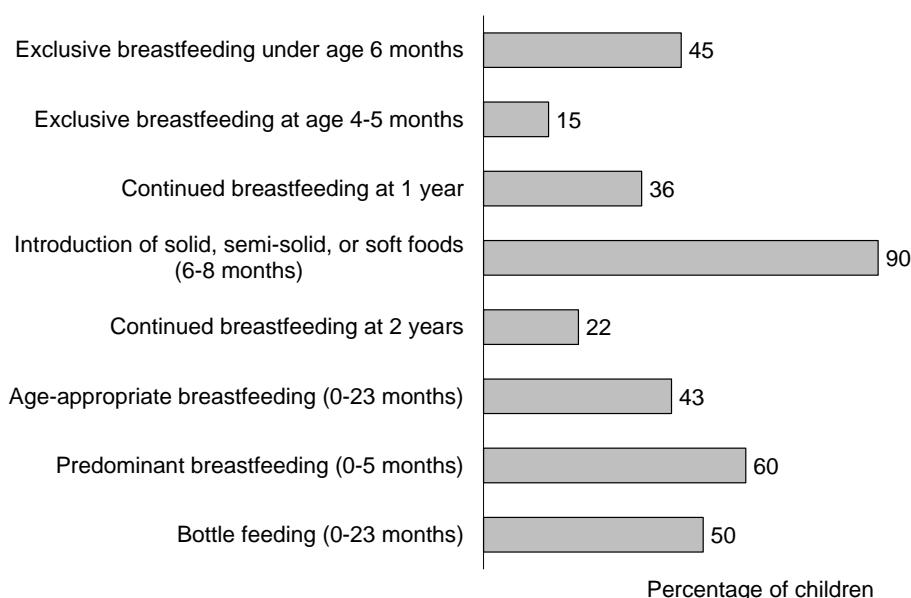 Exclusive breastfeeding under age 6 months 45
Exclusive breastfeeding at age 4-5 months 15
Continued breastfeeding at 1 year 36
Introduction of solid, semi-solid, or soft foods
(6-8 months) 90
Continued breastfeeding at 2 years 22
Age-appropriate breastfeeding (0-23 months) 43
Predominant breastfeeding (0-5 months) 60
Bottle feeding (0-23 months) 50
Percentage of children